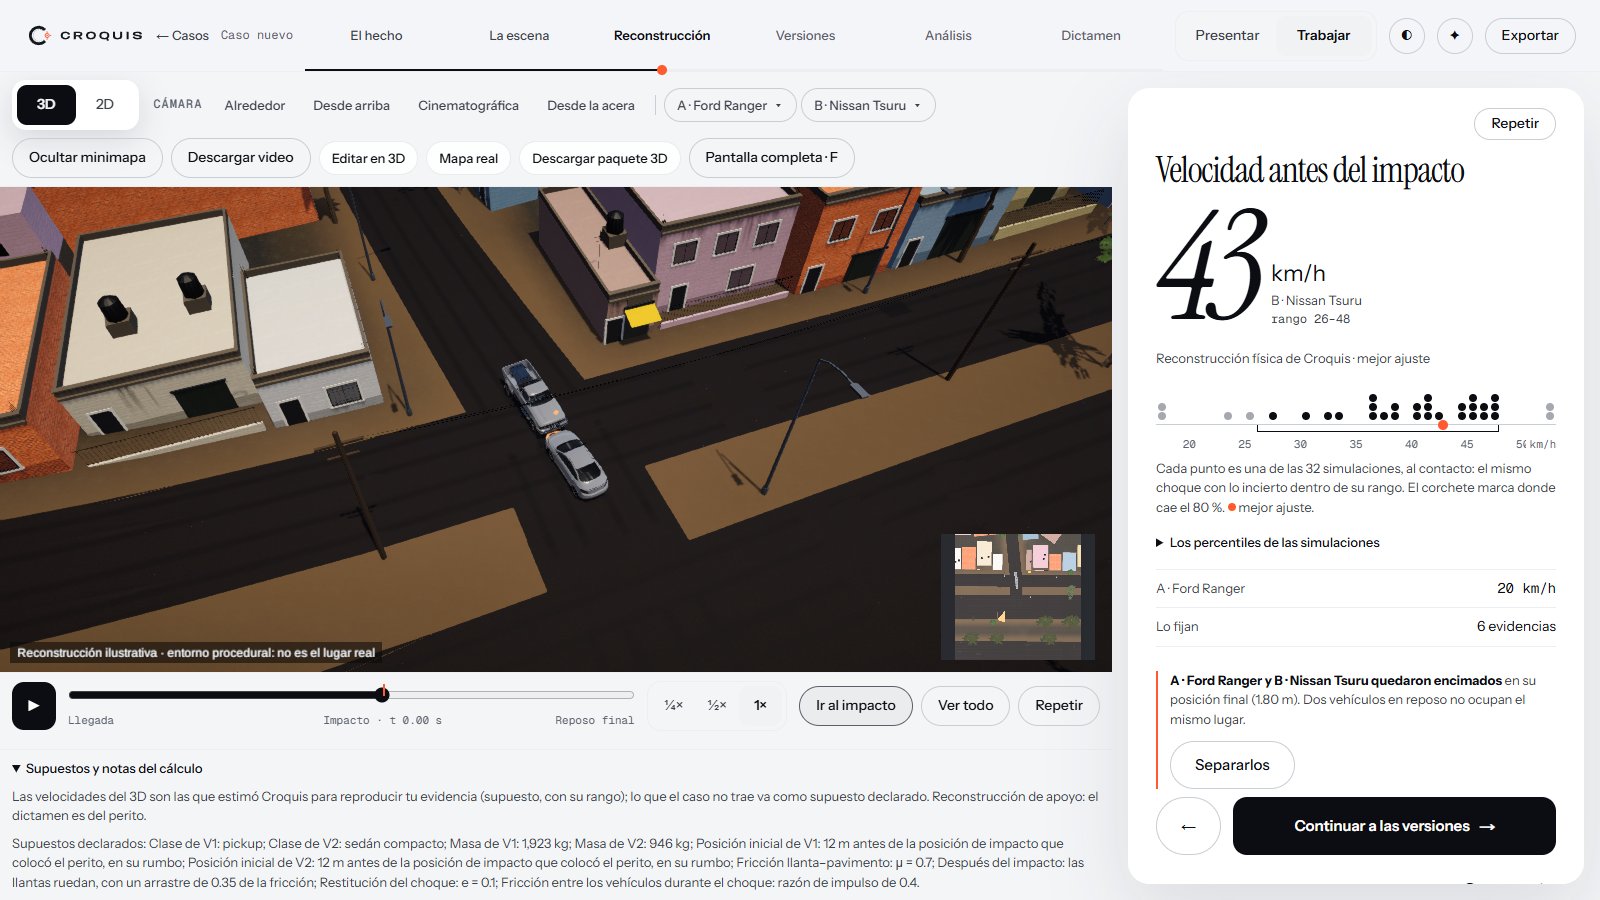 CROQUIS
← Casos
Caso nuevo
El hecho
La escena
Reconstrucción
Versiones
Análisis
Dictamen
Presentar
Trabajar
Exportar
3D
2D
CÁMARA
Alrededor
Desde arriba
Cinematográfica
Desde la acera
A · Ford Ranger
B · Nissan Tsuru
Ocultar minimapa
Descargar video
Editar en 3D
Mapa real
Descargar paquete 3D
Pantalla completa · F
Reconstrucción ilustrativa - entorno procedural: no es el lugar real
Llegada
Impacto · t 0.00 s
Reposo final
¼×
½×
1×
Ir al impacto
Ver todo
Repetir
▼ Supuestos y notas del cálculo
Las velocidades del 3D son las que estimó Croquis para reproducir tu evidencia (supuesto, con su rango); lo que el caso no trae va como supuesto declarado. Reconstrucción de apoyo: el
dictamen es del perito.
Supuestos declarados: Clase de V1: pickup; Clase de V2: sedán compacto; Masa de V1: 1,923 kg; Masa de V2: 946 kg; Posición inicial de V1: 12 m antes de la posición de impacto que
colocó el perito, en su rumbo; Posición inicial de V2: 12 m antes de la posición de impacto que colocó el perito, en su rumbo; Fricción llanta–pavimento: μ = 0.7; Después del impacto: las
llantas ruedan, con un arrastre de 0.35 de la fricción; Restitución del choque: e = 0.1; Fricción entre los vehículos durante el choque: razón de impulso de 0.4.
Repetir
Velocidad antes del impacto
43 km/h
B · Nissan Tsuru
rango 26–48
Reconstrucción física de Croquis · mejor ajuste
20 25 30 35 40 45 km/h
Cada punto es una de las 32 simulaciones, al contacto: el mismo
choque con lo incierto dentro de su rango. El corchete marca donde
cae el 80 %. mejor ajuste.
▶ Los percentiles de las simulaciones
A · Ford Ranger 20 km/h
Lo fijan 6 evidencias
A · Ford Ranger y B · Nissan Tsuru quedaron encimados en su
posición final (1.80 m). Dos vehículos en reposo no ocupan el
mismo lugar.
Separarlos
←
Continuar a las versiones →